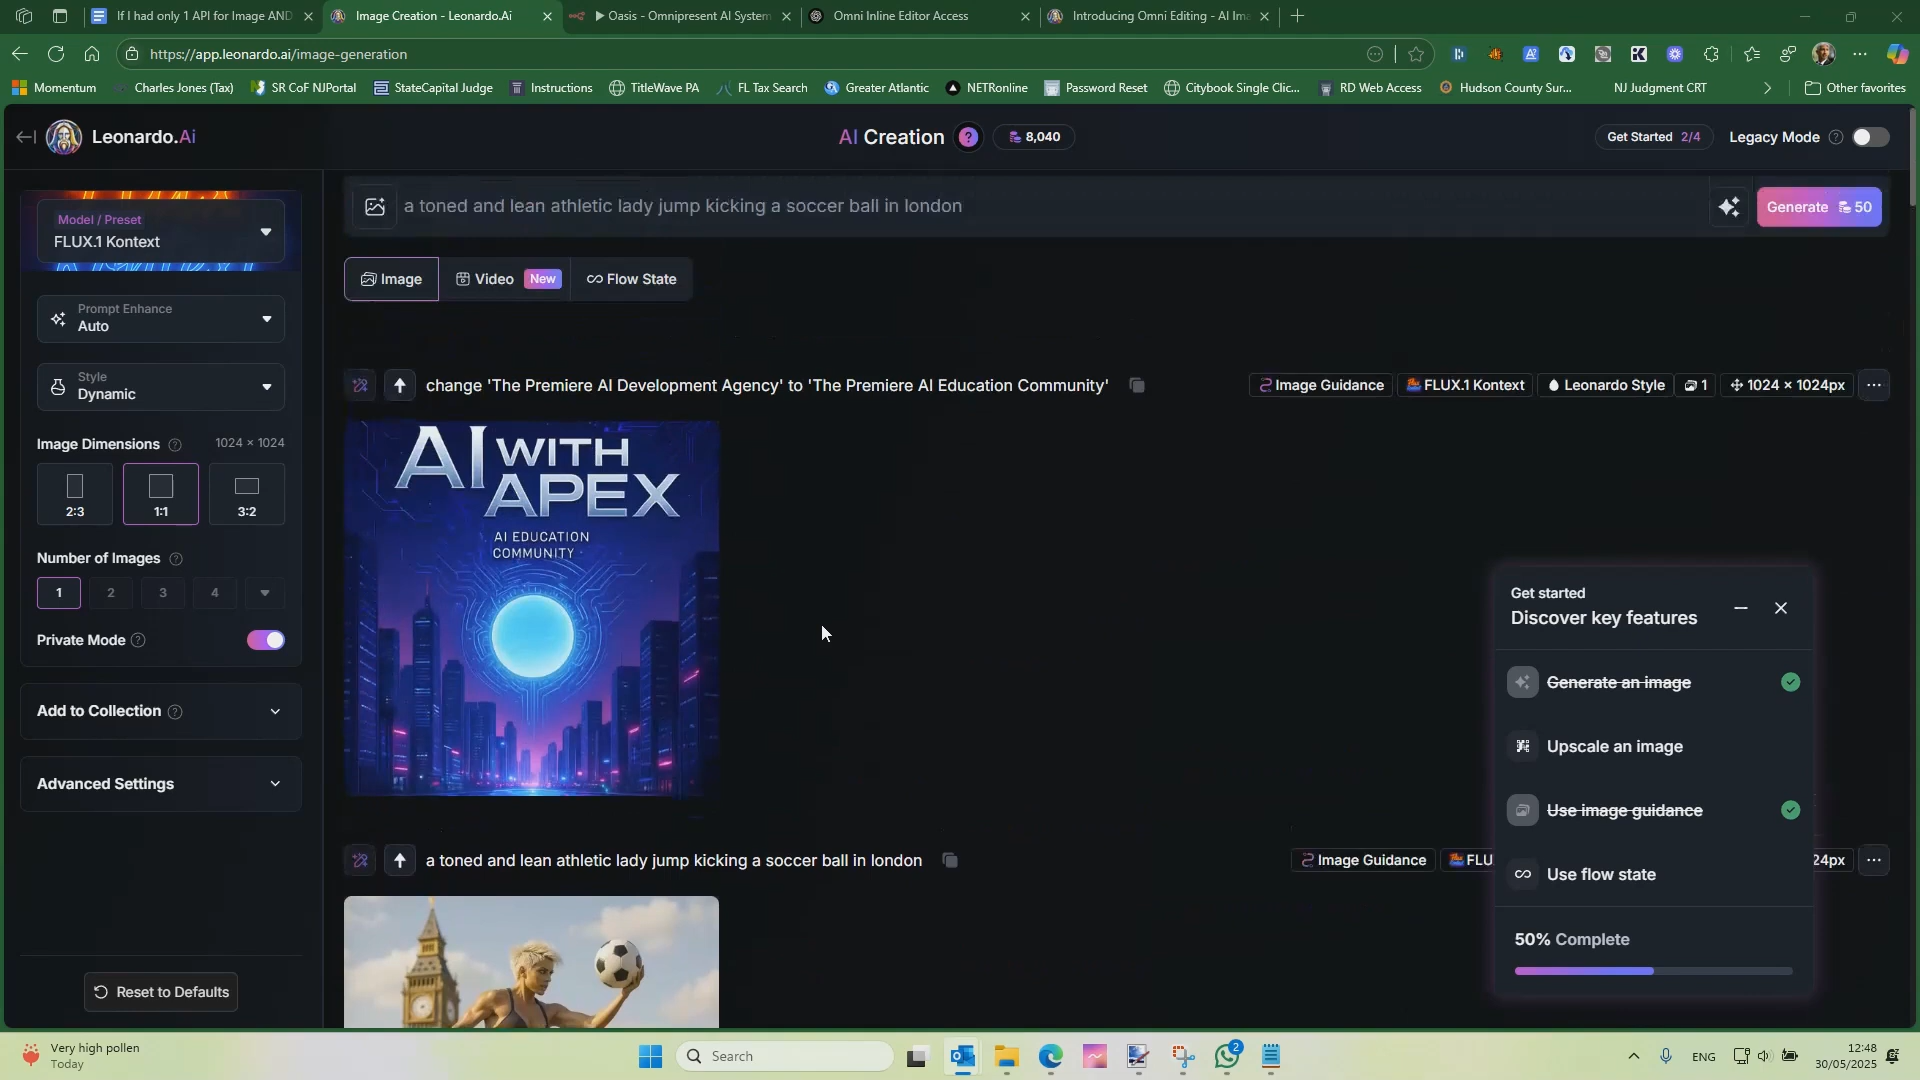 If I had only 1 API for Image AND
Image Creation - Leonardo.Ai
Oasis - Omnipresent AI System
Omni Inline Editor Access
Introducing Omni Editing - AI Ima
https://app.leonardo.ai/image-generation
Momentum
Charles Jones (Tax)
SR CoF NJPortal
StateCapital Judge
Instructions
TitleWave PA
FL Tax Search
Greater Atlantic
NETRonline
Password Reset
Citybook Single Clic...
RD Web Access
Hudson County Sur...
NJ Judgment CRT
Other favorites
Leonardo.Ai
AI Creation ? 8,040
Get Started 2/4
Legacy Mode ?
Model / Preset
FLUX.1 Kontext
a toned and lean athletic lady jump kicking a soccer ball in london
Generate 50
Image
Video New
Flow State
Prompt Enhance
Auto
Style
Dynamic
Image Dimensions ? 1024 × 1024
2:3 1:1 3:2
Number of Images ?
1 2 3 4
Private Mode ?
Add to Collection ?
Advanced Settings
Reset to Defaults
change 'The Premiere AI Development Agency' to 'The Premiere AI Education Community'
Image Guidance FLUX.1 Kontext Leonardo Style 1 1024 × 1024px ...
AI WITH
APEX
AI EDUCATION
COMMUNITY
a toned and lean athletic lady jump kicking a soccer ball in london
Image Guidance FLU 24px ...
Get started
Discover key features
Generate an image
Upscale an image
Use image guidance
Use flow state
50% Complete
Very high pollen
Today
Search
2
ENG
12:48
30/05/2025